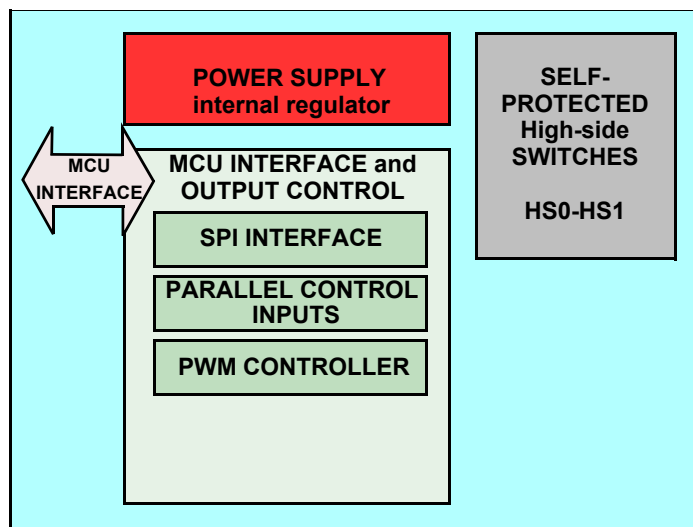 POWER SUPPLY
internal regulator
SELF-
PROTECTED
High-side
SWITCHES
HS0-HS1
MCU
INTERFACE
MCU INTERFACE and
OUTPUT CONTROL
SPI INTERFACE
PARALLEL CONTROL
INPUTS
PWM CONTROLLER